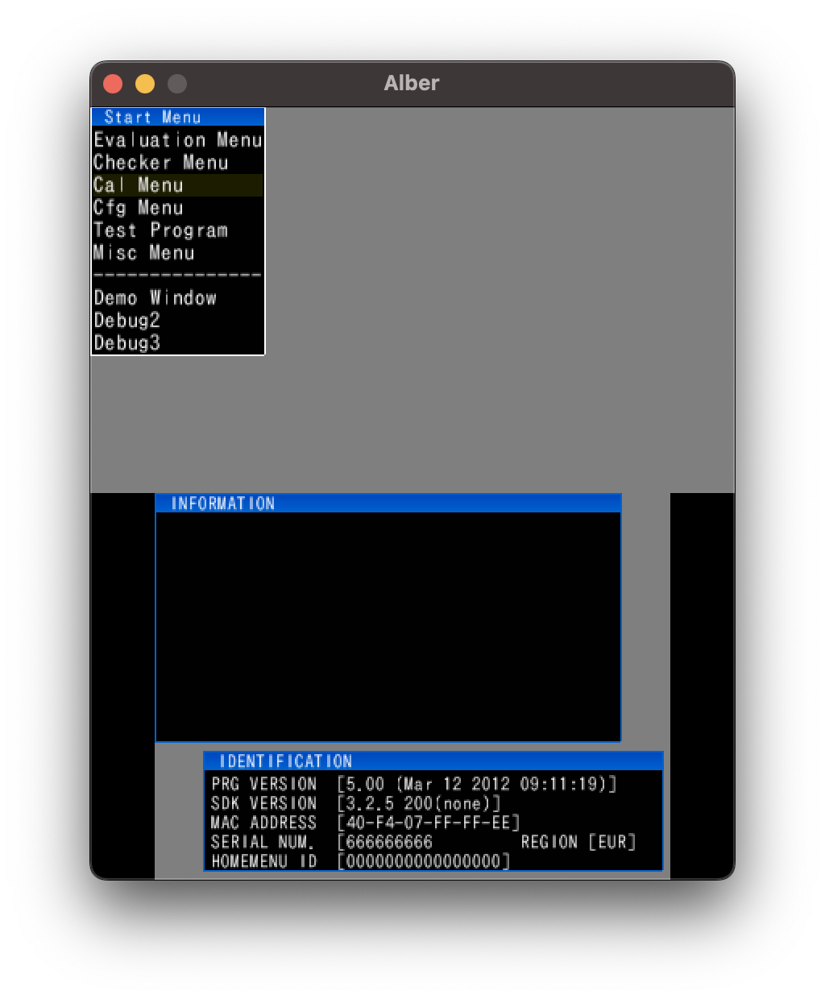 Alber
Start Menu
Evaluation Menu
Checker Menu
Cal Menu
Cfg Menu
Test Program
Misc Menu
---------------
Demo Window
Debug2
Debug3
INFORMATION
IDENTIFICATION
PRG VERSION [5.00 (Mar 12 2012 09:11:19)]
SDK VERSION [3.2.5 200(none)]
MAC ADDRESS [40-F4-07-FF-FF-EE]
SERIAL NUM. [666666666 REGION [EUR]
HOMEMENU ID [0000000000000000]